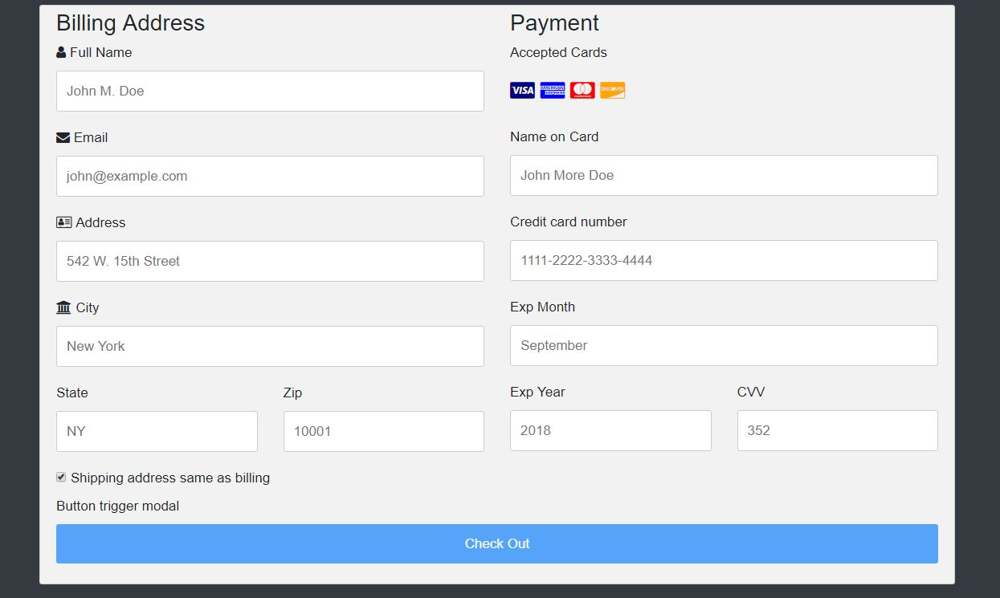 Billing Address
Full Name
John M. Doe
Email
john@example.com
Address
542 W. 15th Street
City
New York
State
Zip
NY
10001
Shipping address same as billing
Payment
Accepted Cards
VISA
AMERICAN
EXPRESS
DISCOVER
Name on Card
John More Doe
Credit card number
1111-2222-3333-4444
Exp Month
September
Exp Year
CVV
2018
352
Button trigger modal
Check Out